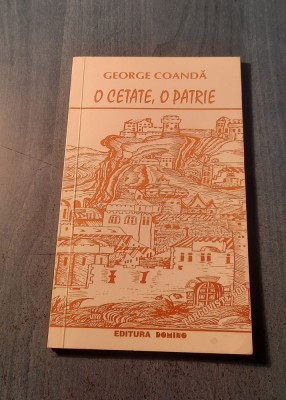 GEORGE COANDĂ
O CETATE, O PATRIE
EDITURA DOMINO